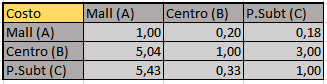 Costo Mall (A) Centro (B) P.Subt (C)
Mall (A) 1,00 0,20 0,18
Centro (B) 5,04 1,00 3,00
P.Subt (C) 5,43 0,33 1,00